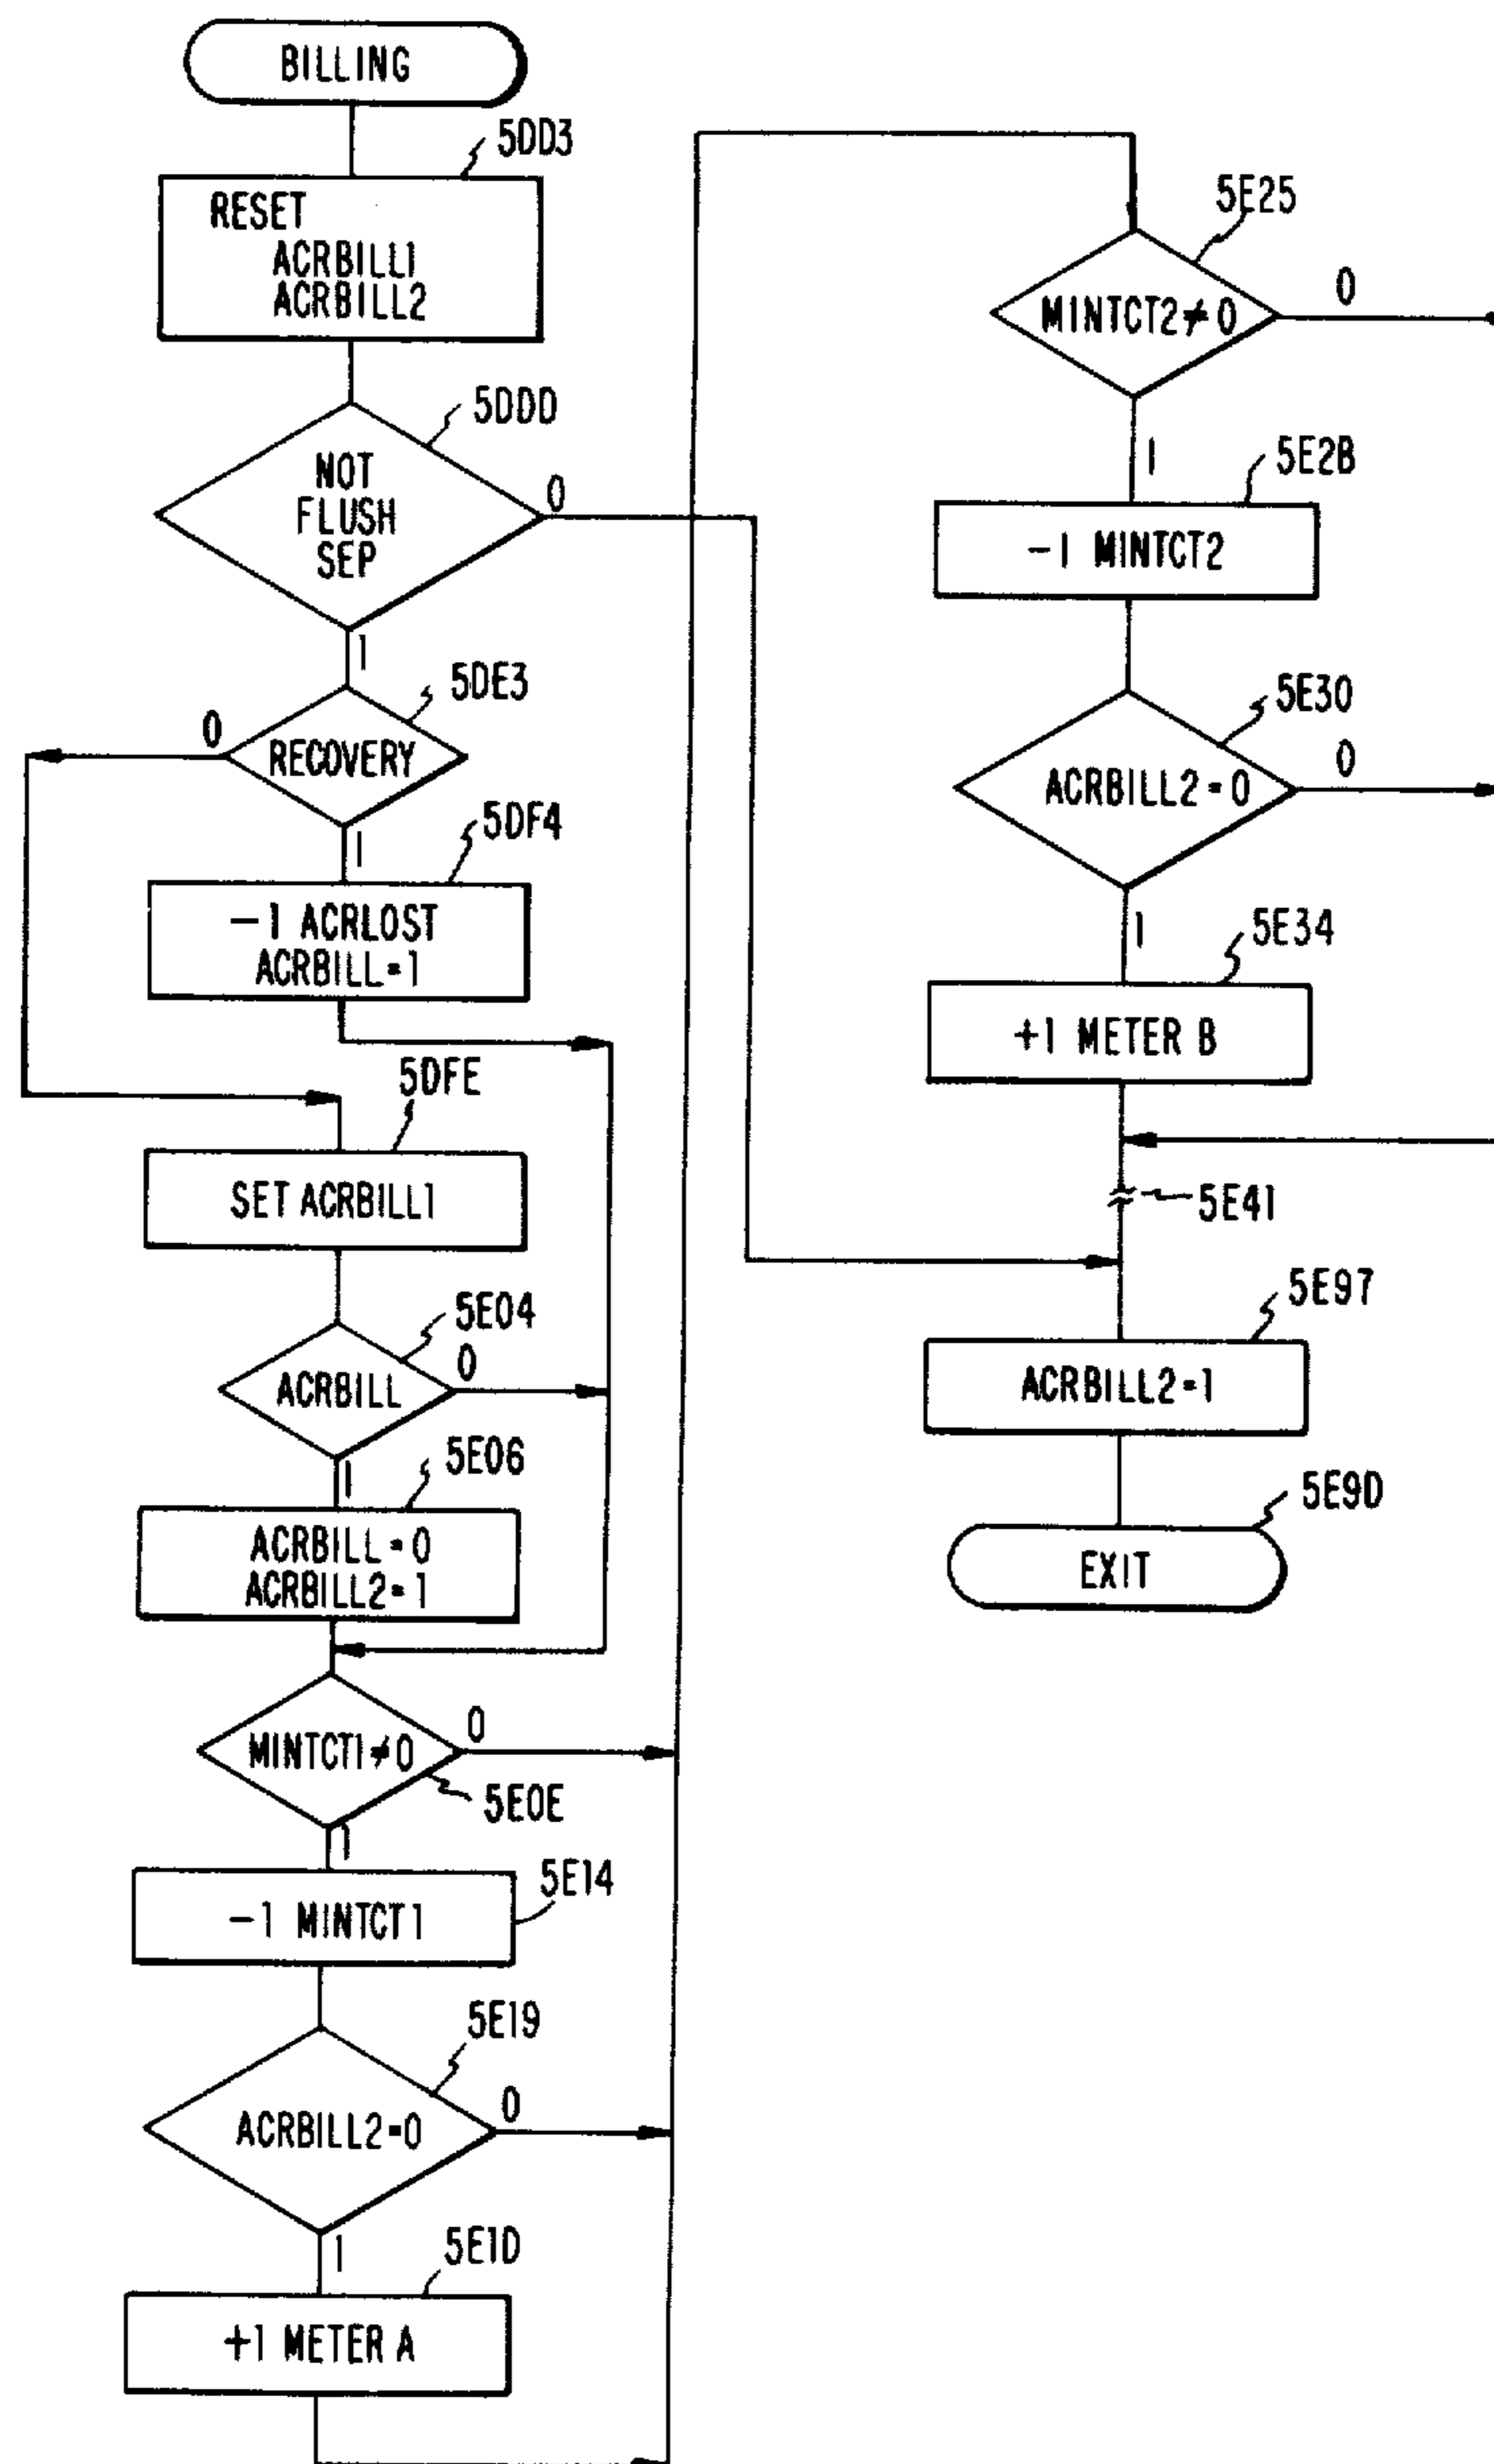 BILLING
5DD3
RESET
ACRBILL1
ACRBILL2
5DDD
NOT
FLUSH
SEP
0
1
5DE3
0
RECOVERY
1
5DF4
-1 ACRLOST
ACRBILL=1
5DFE
SET ACRBILL1
5E04
ACRBILL
0
1
5E06
ACRBILL=0
ACRBILL2=1
MINTCT1≠0
0
5E0E
1
5E14
-1 MINTCT1
5E19
ACRBILL2=0
0
1
5E1D
+1 METER A
5E25
MINTCT2≠0
0
1
5E2B
-1 MINTCT2
5E30
ACRBILL2=0
0
1
5E34
+1 METER B
5E41
5E97
ACRBILL2=1
5E9D
EXIT